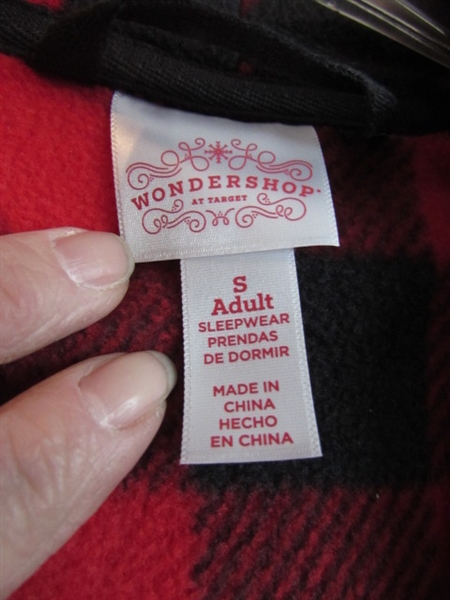 WONDERSHOP
AT TARGET
S
Adult
SLEEPWEAR
PRENDAS
DE DORMIR
MADE IN
CHINA
HECHO
EN CHINA